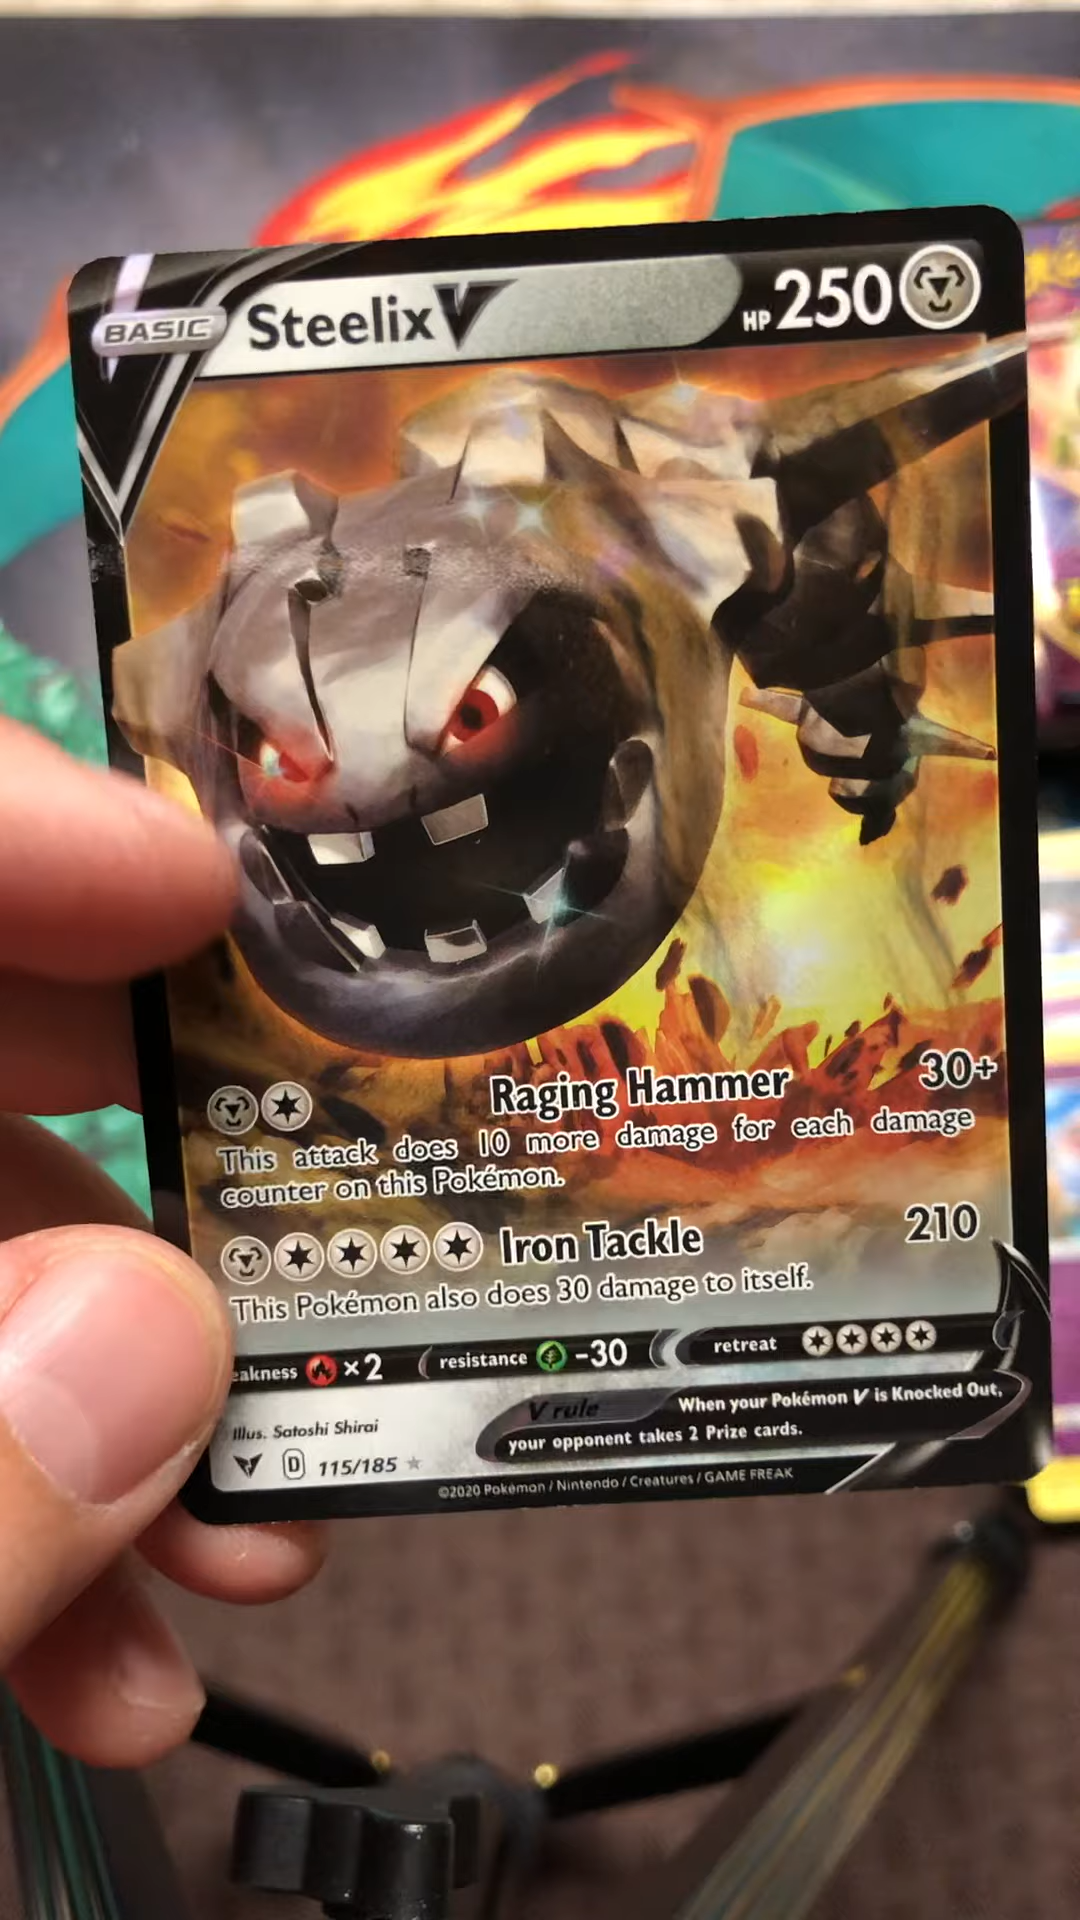 BASIC
Steelix V
HP 250
Raging Hammer 30+
This attack does 10 more damage for each damage
counter on this Pokémon.
Iron Tackle 210
This Pokémon also does 30 damage to itself.
eakness ×2 resistance -30 retreat
V rule When your Pokémon V is Knocked Out,
your opponent takes 2 Prize cards.
Illus. Satoshi Shirai
D 115/185
©2020 Pokémon / Nintendo / Creatures / GAME FREAK